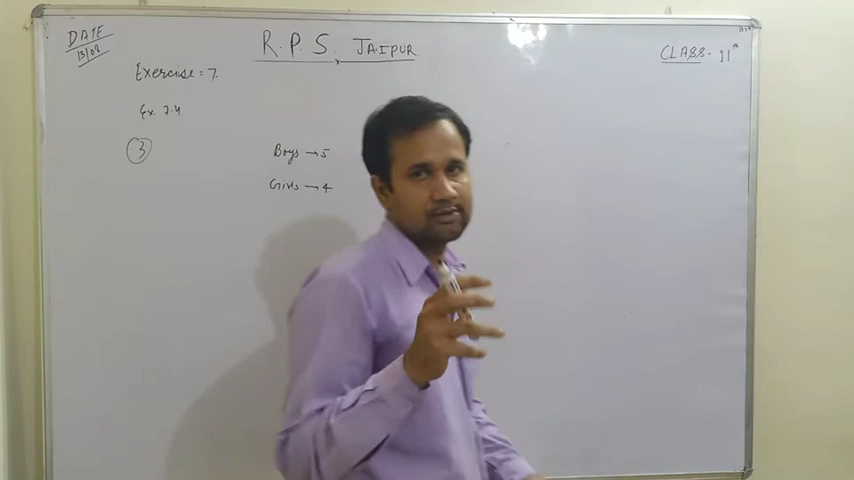 DATE
13/08
R.P.S. JAIPUR
CLASS - 11th
Exercise = 7.
Ex 7.4
3
Boys → 5
Girls → 4